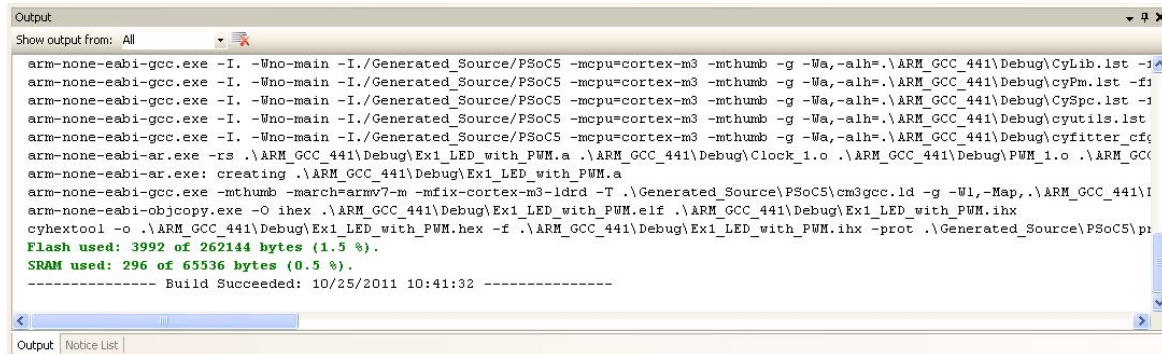 Output
Show output from: All
arm-none-eabi-gcc.exe -I. -Wno-main -I./Generated_Source/PSoC5 -mcpu=cortex-m3 -mthumb -g -Wa,-alh=.\ARM_GCC_441\Debug\CyLib.lst
arm-none-eabi-gcc.exe -I. -Wno-main -I./Generated_Source/PSoC5 -mcpu=cortex-m3 -mthumb -g -Wa,-alh=.\ARM_GCC_441\Debug\cyPm.lst
arm-none-eabi-gcc.exe -I. -Wno-main -I./Generated_Source/PSoC5 -mcpu=cortex-m3 -mthumb -g -Wa,-alh=.\ARM_GCC_441\Debug\CySpc.lst
arm-none-eabi-gcc.exe -I. -Wno-main -I./Generated_Source/PSoC5 -mcpu=cortex-m3 -mthumb -g -Wa,-alh=.\ARM_GCC_441\Debug\cyutils.lst
arm-none-eabi-gcc.exe -I. -Wno-main -I./Generated_Source/PSoC5 -mcpu=cortex-m3 -mthumb -g -Wa,-alh=.\ARM_GCC_441\Debug\cyfitter_cfg
arm-none-eabi-ar.exe -rs .\ARM_GCC_441\Debug\Ex1_LED_with_PWM.a .\ARM_GCC_441\Debug\Clock_1.o .\ARM_GCC_441\Debug\PWM_1.o .\ARM_GCC
arm-none-eabi-ar.exe: creating .\ARM_GCC_441\Debug\Ex1_LED_with_PWM.a
arm-none-eabi-gcc.exe -mthumb -march=armv7-m -mfix-cortex-m3-ldrd -T .\Generated_Source\PSoC5\cm3gcc.ld -g -Wl,-Map,.\ARM_GCC_441\
arm-none-eabi-objcopy.exe -O ihex .\ARM_GCC_441\Debug\Ex1_LED_with_PWM.elf .\ARM_GCC_441\Debug\Ex1_LED_with_PWM.ihx
cyhextool -o .\ARM_GCC_441\Debug\Ex1_LED_with_PWM.hex -f .\ARM_GCC_441\Debug\Ex1_LED_with_PWM.ihx -prot .\Generated_Source\PSoC5\
Flash used: 3992 of 262144 bytes (1.5 %).
SRAM used: 296 of 65536 bytes (0.5 %).
--------------- Build Succeeded: 10/25/2011 10:41:32 ---------------
Output Notice List